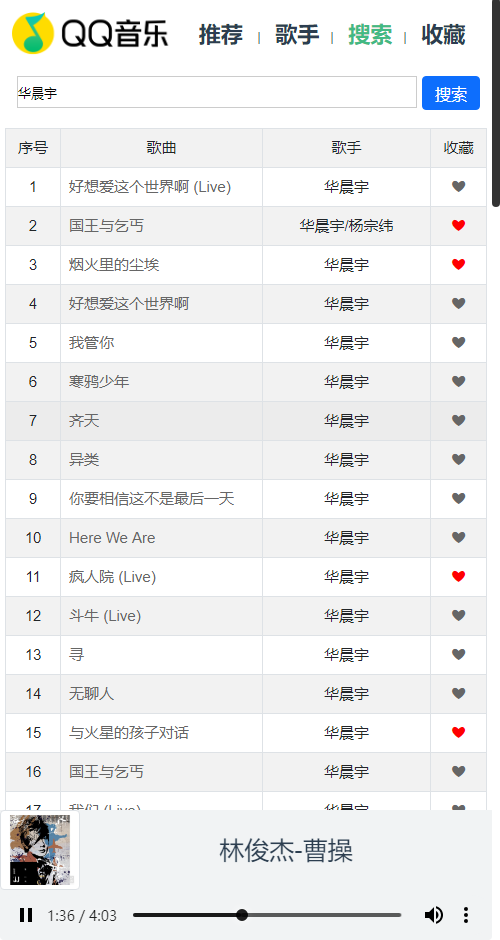 QQ音乐 推荐 | 歌手 | 搜索 | 收藏
华晨宇 搜索
序号 歌曲 歌手 收藏
1 好想爱这个世界啊 (Live) 华晨宇
2 国王与乞丐 华晨宇/杨宗纬
3 烟火里的尘埃 华晨宇
4 好想爱这个世界啊 华晨宇
5 我管你 华晨宇
6 寒鸦少年 华晨宇
7 齐天 华晨宇
8 异类 华晨宇
9 你要相信这不是最后一天 华晨宇
10 Here We Are 华晨宇
11 疯人院 (Live) 华晨宇
12 斗牛 (Live) 华晨宇
13 寻 华晨宇
14 无聊人 华晨宇
15 与火星的孩子对话 华晨宇
16 国王与乞丐 华晨宇
17 我们 (Live) 华晨宇
林俊杰-曹操
1:36 / 4:03